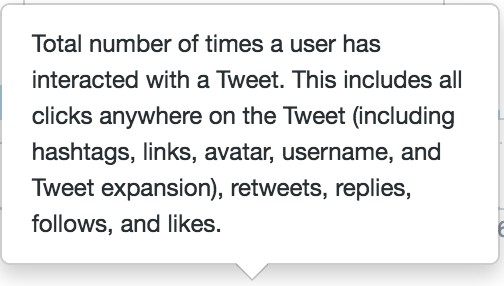 Total number of times a user has
interacted with a Tweet. This includes all
clicks anywhere on the Tweet (including
hashtags, links, avatar, username, and
Tweet expansion), retweets, replies,
follows, and likes.